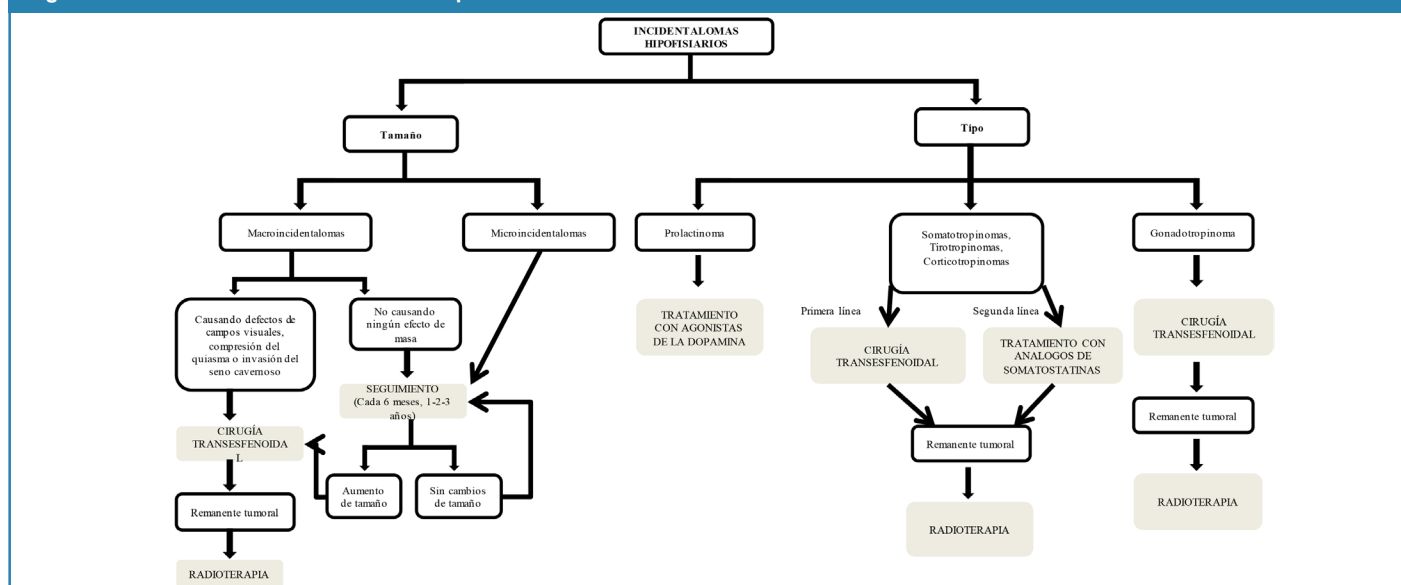 INCIDENTALOMAS
HIPOFISIARIOS
Tamaño
Tipo
Macroincidentalomas
Microincidentalomas
Prolactinoma
Somatotropinomas,
Tirotropinomas,
Corticotropinomas
Gonadotropinoma
Causando defectos de
campos visuales,
compresión del
quiasma o invasión del
seno cavernoso
No causando
ningún efecto de
masa
TRATAMIENTO
CON AGONISTAS
DE LA DOPAMINA
Primera línea
Segunda línea
CIRUGÍA
TRANSESFENOIDAL
TRATAMIENTO CON
ANALOGOS DE
SOMATOSTATINAS
CIRUGÍA
TRANSESFENOIDAL
SEGUIMIENTO
(Cada 6 meses, 1-2-3
años)
CIRUGÍA
TRANSESFENOIDA
L
Remanente tumoral
Remanente tumoral
Aumento
de tamaño
Sin cambios
de tamaño
Remanente tumoral
RADIOTERAPIA
RADIOTERAPIA
RADIOTERAPIA